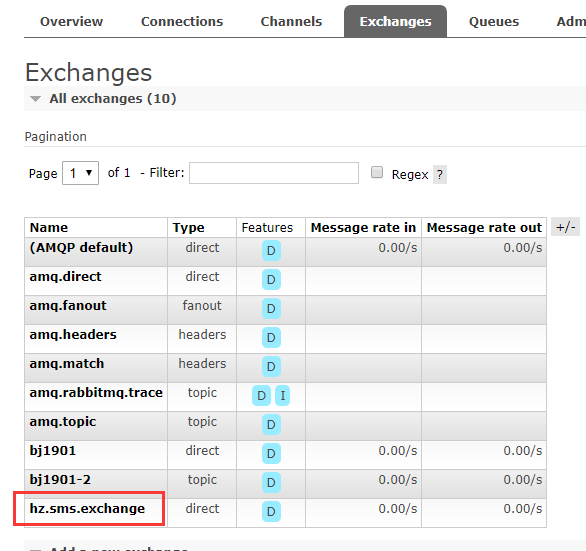 Overview Connections Channels Exchanges Queues Adm
Exchanges
All exchanges (10)
Pagination
Page 1 of 1 - Filter: Regex ?
Name Type Features Message rate in Message rate out +/-
(AMQP default) direct D 0.00/s 0.00/s
amq.direct direct D
amq.fanout fanout D
amq.headers headers D
amq.match headers D
amq.rabbitmq.trace topic D I
amq.topic topic D
bj1901 direct D 0.00/s 0.00/s
bj1901-2 topic D 0.00/s 0.00/s
hz.sms.exchange direct D 0.00/s 0.00/s
Add a new exchange